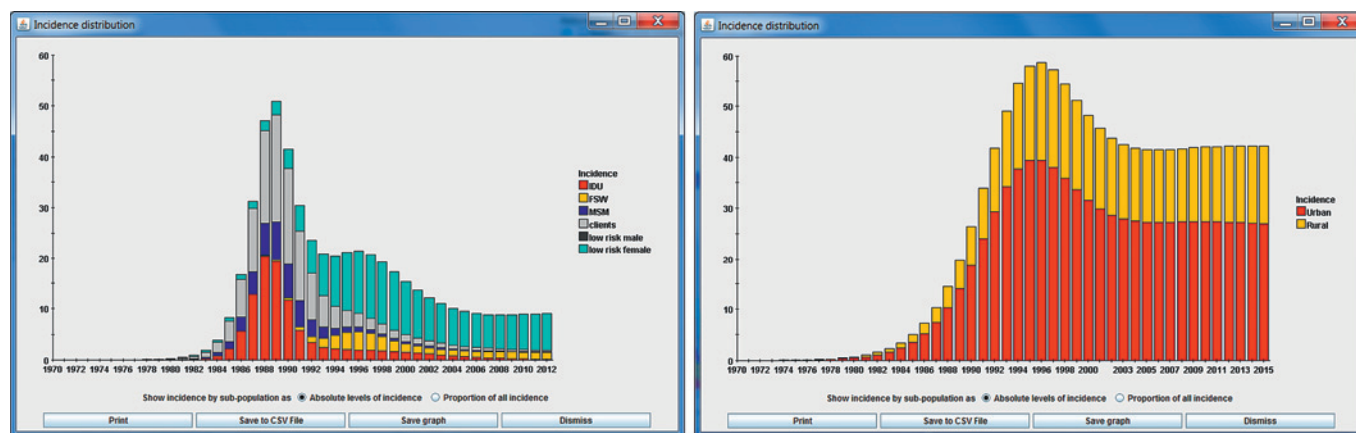 Incidence distribution
60
50
40
30
20
10
0
1970 1972 1974 1976 1978 1980 1982 1984 1986 1988 1990 1992 1994 1996 1998 2000 2002 2004 2006 2008 2010 2012
Incidence
IDU
FSW
MSM
clients
low risk male
low risk female
Show incidence by sub-population as Absolute levels of incidence Proportion of all incidence
Print Save to CSV File Save graph Dismiss
Incidence distribution
60
50
40
30
20
10
0
1970 1972 1974 1976 1978 1980 1982 1984 1986 1988 1990 1992 1994 1996 1998 2000 2003 2005 2007 2009 2011 2013 2015
Incidence
Urban
Rural
Show incidence by sub-population as Absolute levels of incidence Proportion of all incidence
Print Save to CSV File Save graph Dismiss